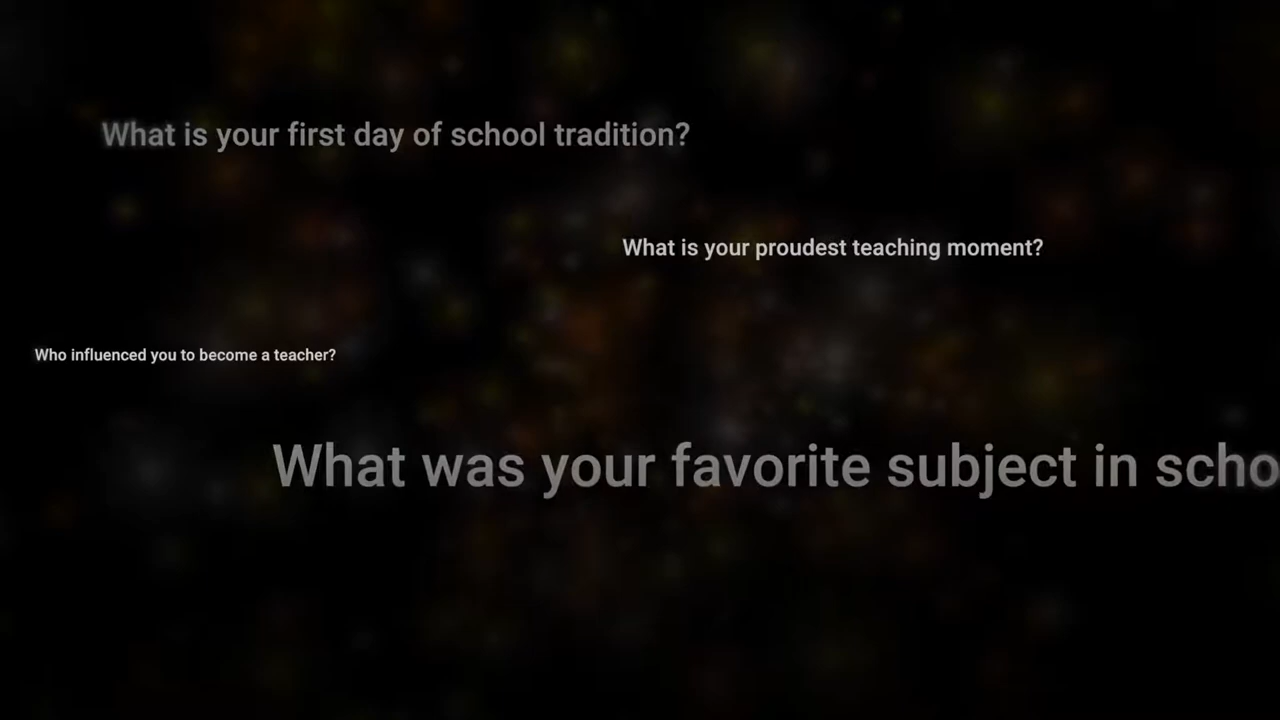 What is your first day of school tradition?
What is your proudest teaching moment?
Who influenced you to become a teacher?
What was your favorite subject in scho